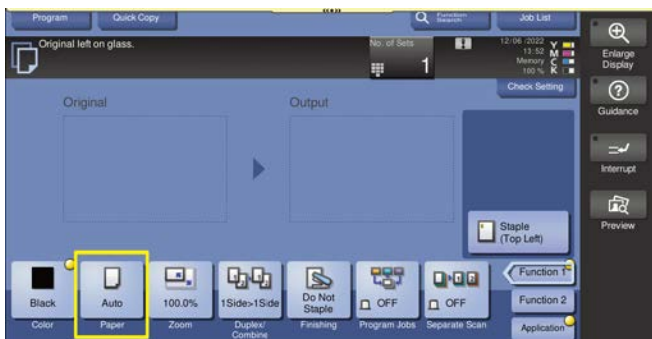 Program
Quick Copy
Function
Search
Job List
Original left on glass.
No. of Sets
1
12/06 /2022
13:52
Memory
100 %
Y
M
C
K
Check Setting
Original
Output
Staple
(Top Left)
Black
Auto
100.0%
1Side>1Side
Do Not
Staple
OFF
OFF
Color
Paper
Zoom
Duplex/
Combine
Finishing
Program Jobs
Separate Scan
Function 1
Function 2
Application
Enlarge
Display
Guidance
Interrupt
Preview